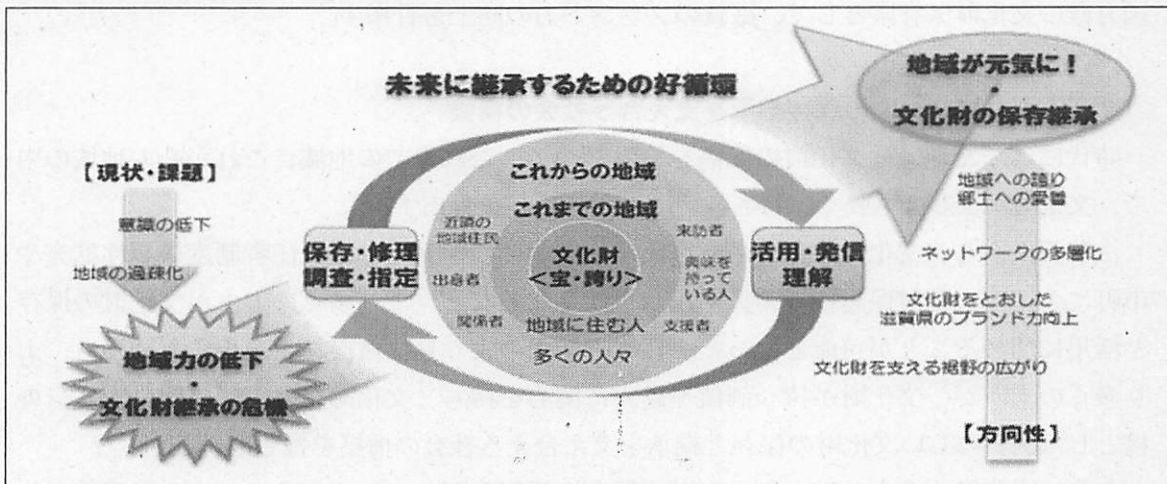 未来に継承するための好循環
地域が元気に！
・
文化財の保存継承
【現状・課題】
意識の低下
地域の過疎化
地域力の低下
・
文化財継承の危機
保存・修理
調査・指定
これからの地域
これまでの地域
近隣の
地域住民
出身者
関係者
文化財
＜宝・誇り＞
来訪者
興味を
持って
いる人
支援者
地域に住む人
多くの人々
活用・発信
理解
地域への誇り
郷土への愛着
ネットワークの多層化
文化財をとおした
滋賀県のブランド力向上
文化財を支える裾野の広がり
【方向性】